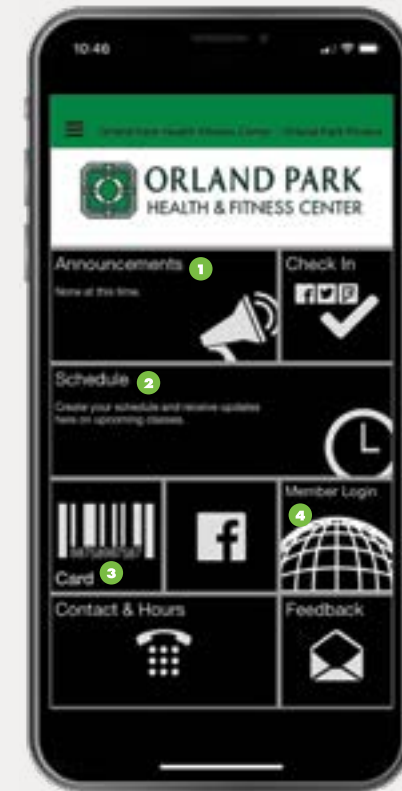 10:46
Orland Park Health Fitness Center - Orland Park Fitness
ORLAND PARK
HEALTH & FITNESS CENTER
Announcements 1
None at this time.
Check In
Schedule 2
Create your schedule and receive updates
here on upcoming classes.
Card 3
Member Login
4
Contact & Hours
Feedback